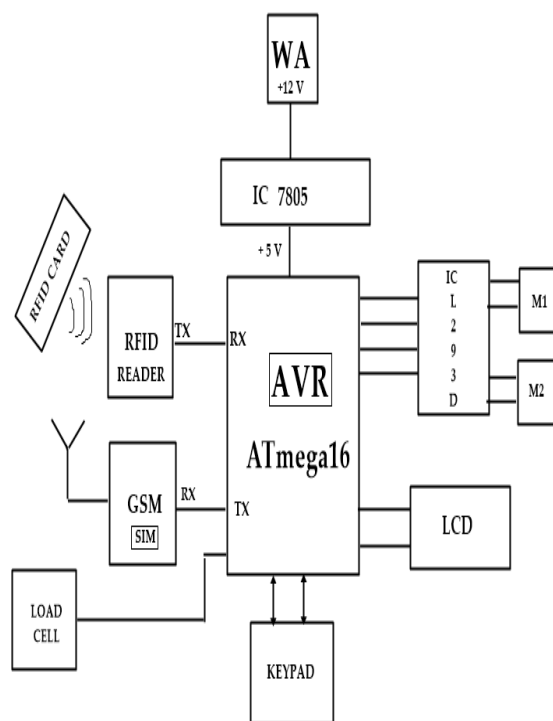 WA
+12 V
IC 7805
+ 5 V
RFID CARD
RFID
READER
TX
RX
AVR
ATmega16
IC
L
2
9
3
D
M1
M2
GSM
SIM
RX
TX
LCD
LOAD
CELL
KEYPAD